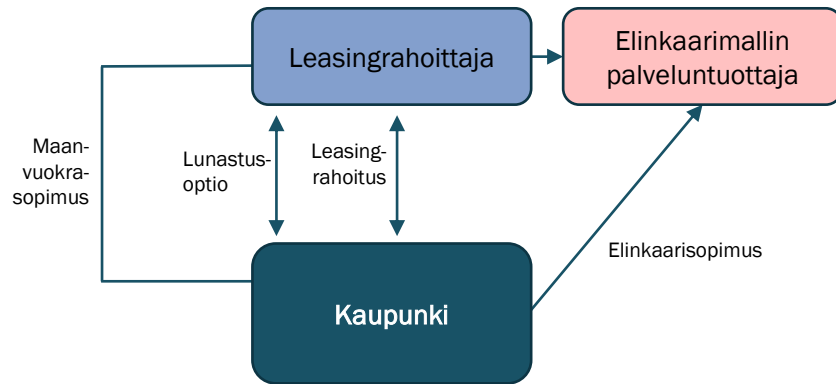 Leasingrahoittaja
Elinkaarimallin
palveluntuottaja
Maan-
vuokra-
sopimus
Lunastus-
optio
Leasing-
rahoitus
Elinkaarisopimus
Kaupunki